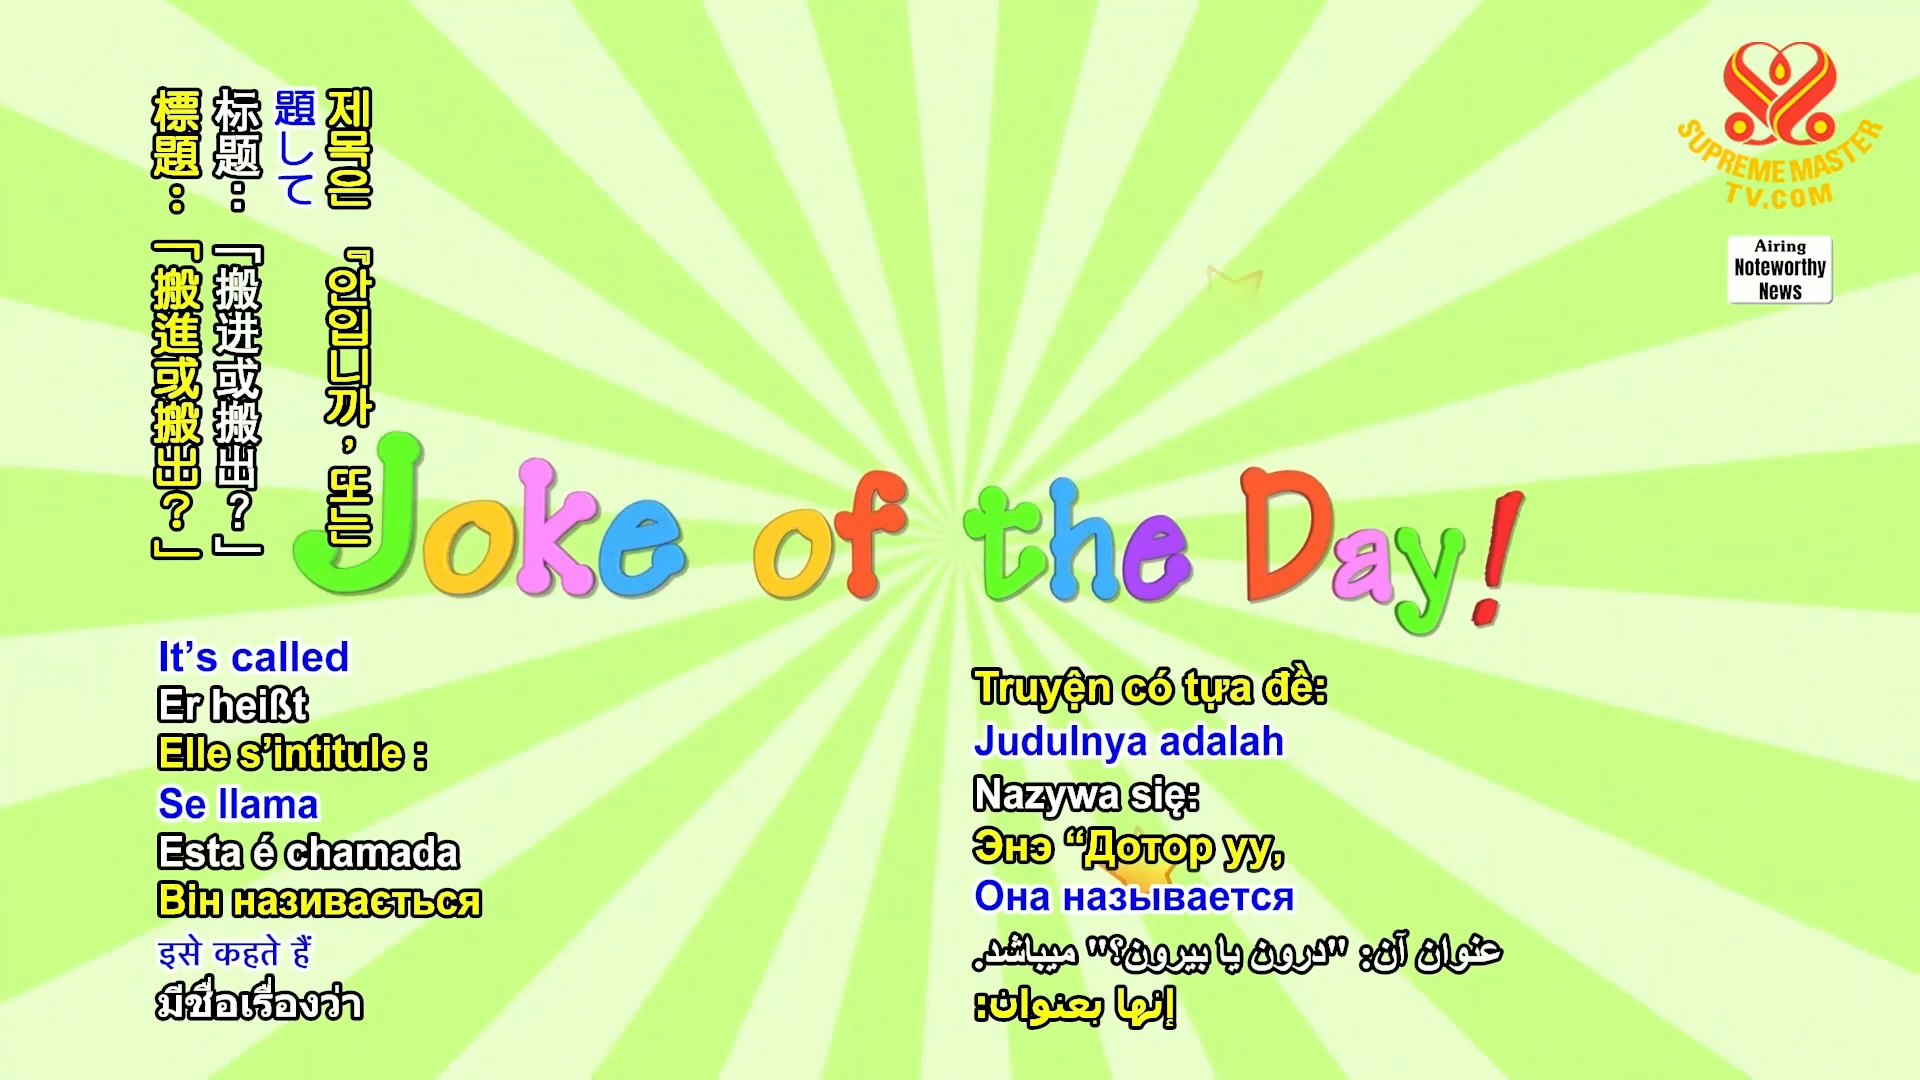 標題：「搬進或搬出？」
标题：「搬进或搬出？」
題して
제목은 『안입니까, 또는
SUPREME MASTER
TV.COM
Airing
Noteworthy
News
Joke of the Day!
It’s called
Er heißt
Elle s’intitule :
Se llama
Esta é chamada
Він називається
इसे कहते हैं
มีชื่อเรื่องว่า
Truyện có tựa đề:
Judulnya adalah
Nazywa się:
Энэ “Дотор уу,
Она называется
عنوان آن: "درون یا بیرون؟" میباشد.
إنها بعنوان: